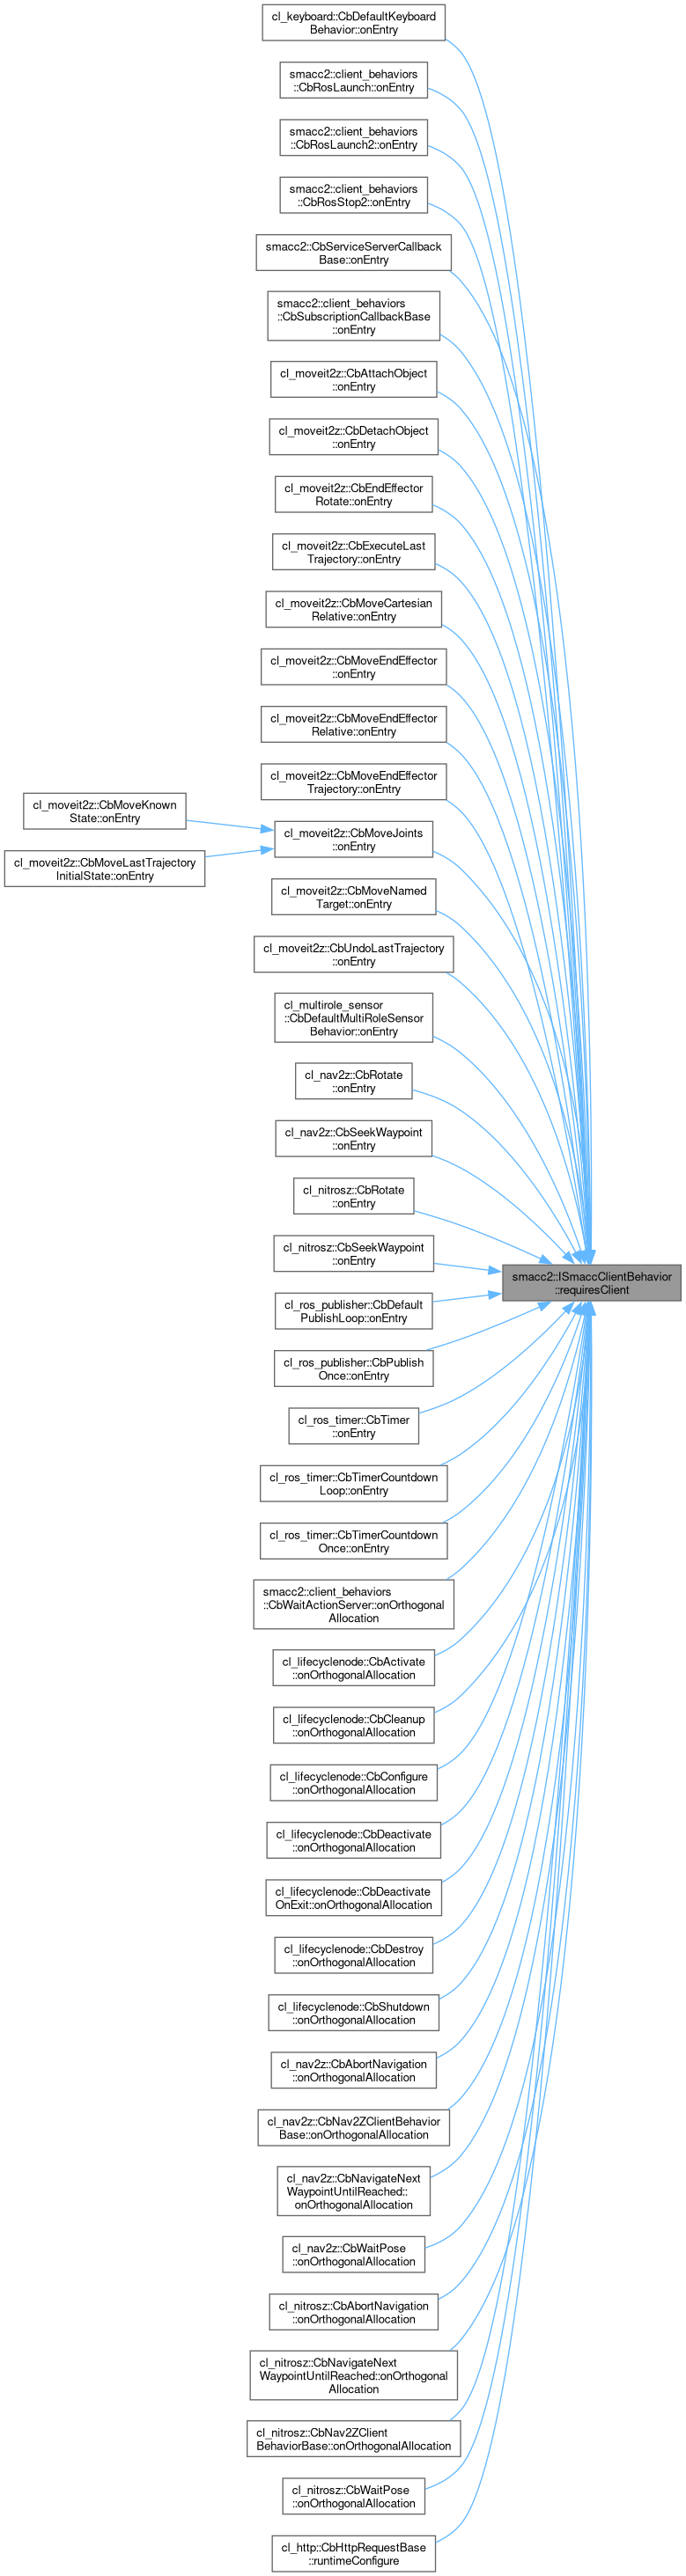 cl_keyboard::CbDefaultKeyboard
Behavior::onEntry
smacc2::client_behaviors
::CbRosLaunch::onEntry
smacc2::client_behaviors
::CbRosLaunch2::onEntry
smacc2::client_behaviors
::CbRosStop2::onEntry
smacc2::CbServiceServerCallback
Base::onEntry
smacc2::client_behaviors
::CbSubscriptionCallbackBase
::onEntry
cl_moveit2z::CbAttachObject
::onEntry
cl_moveit2z::CbDetachObject
::onEntry
cl_moveit2z::CbEndEffector
Rotate::onEntry
cl_moveit2z::CbExecuteLast
Trajectory::onEntry
cl_moveit2z::CbMoveCartesian
Relative::onEntry
cl_moveit2z::CbMoveEndEffector
::onEntry
cl_moveit2z::CbMoveEndEffector
Relative::onEntry
cl_moveit2z::CbMoveEndEffector
Trajectory::onEntry
cl_moveit2z::CbMoveKnown
State::onEntry
cl_moveit2z::CbMoveJoints
::onEntry
cl_moveit2z::CbMoveLastTrajectory
InitialState::onEntry
cl_moveit2z::CbMoveNamed
Target::onEntry
cl_moveit2z::CbUndoLastTrajectory
::onEntry
cl_multirole_sensor
::CbDefaultMultiRoleSensor
Behavior::onEntry
cl_nav2z::CbRotate
::onEntry
cl_nav2z::CbSeekWaypoint
::onEntry
cl_nitrosz::CbRotate
::onEntry
cl_nitrosz::CbSeekWaypoint
::onEntry
smacc2::ISmaccClientBehavior
::requiresClient
cl_ros_publisher::CbDefault
PublishLoop::onEntry
cl_ros_publisher::CbPublish
Once::onEntry
cl_ros_timer::CbTimer
::onEntry
cl_ros_timer::CbTimerCountdown
Loop::onEntry
cl_ros_timer::CbTimerCountdown
Once::onEntry
smacc2::client_behaviors
::CbWaitActionServer::onOrthogonal
Allocation
cl_lifecyclenode::CbActivate
::onOrthogonalAllocation
cl_lifecyclenode::CbCleanup
::onOrthogonalAllocation
cl_lifecyclenode::CbConfigure
::onOrthogonalAllocation
cl_lifecyclenode::CbDeactivate
::onOrthogonalAllocation
cl_lifecyclenode::CbDeactivate
OnExit::onOrthogonalAllocation
cl_lifecyclenode::CbDestroy
::onOrthogonalAllocation
cl_lifecyclenode::CbShutdown
::onOrthogonalAllocation
cl_nav2z::CbAbortNavigation
::onOrthogonalAllocation
cl_nav2z::CbNav2ZClientBehavior
Base::onOrthogonalAllocation
cl_nav2z::CbNavigateNext
WaypointUntilReached::
onOrthogonalAllocation
cl_nav2z::CbWaitPose
::onOrthogonalAllocation
cl_nitrosz::CbAbortNavigation
::onOrthogonalAllocation
cl_nitrosz::CbNavigateNext
WaypointUntilReached::onOrthogonal
Allocation
cl_nitrosz::CbNav2ZClient
BehaviorBase::onOrthogonalAllocation
cl_nitrosz::CbWaitPose
::onOrthogonalAllocation
cl_http::CbHttpRequestBase
::runtimeConfigure